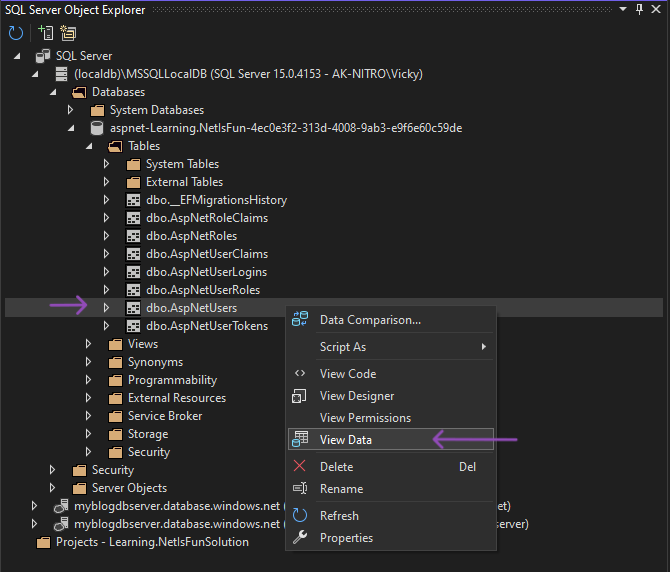 SQL Server Object Explorer
SQL Server
(localdb)\MSSQLLocalDB (SQL Server 15.0.4153 - AK-NITRO\Vicky)
Databases
System Databases
aspnet-Learning.NetIsFun-4ec0e3f2-313d-4008-9ab3-e9f6e60c59de
Tables
System Tables
External Tables
dbo.__EFMigrationsHistory
dbo.AspNetRoleClaims
dbo.AspNetRoles
dbo.AspNetUserClaims
dbo.AspNetUserLogins
dbo.AspNetUserRoles
dbo.AspNetUsers
dbo.AspNetUserTokens
Views
Synonyms
Programmability
External Resources
Service Broker
Storage
Security
Security
Server Objects
myblogdbserver.database.windows.net ( et)
myblogdbserver.database.windows.net ( server)
Projects - Learning.NetIsFunSolution
Data Comparison...
Script As
View Code
View Designer
View Permissions
View Data
Delete Del
Rename
Refresh
Properties